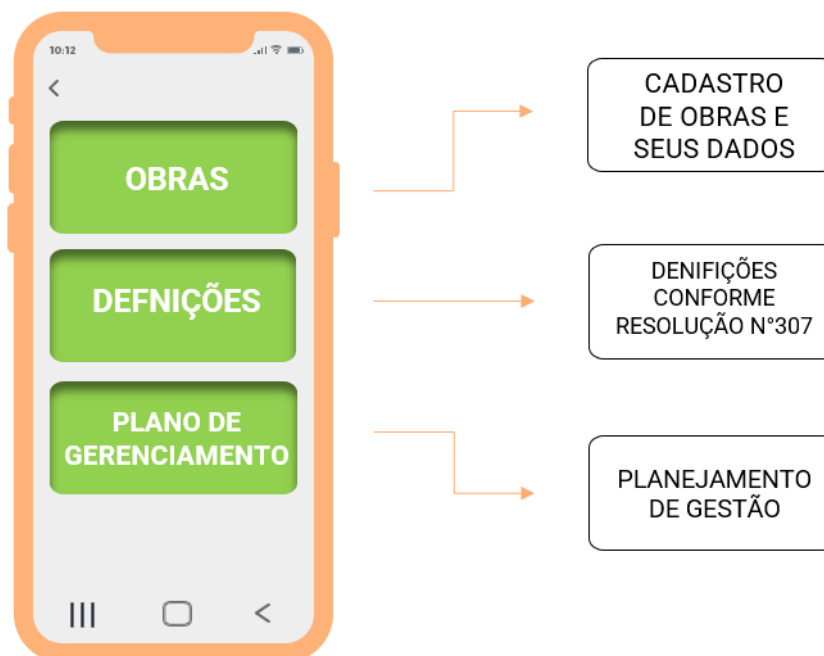 10:12
OBRAS
DEFNIÇÕES
PLANO DE
GERENCIAMENTO
CADASTRO
DE OBRAS E
SEUS DADOS
DENIFIÇÕES
CONFORME
RESOLUÇÃO N°307
PLANEJAMENTO
DE GESTÃO